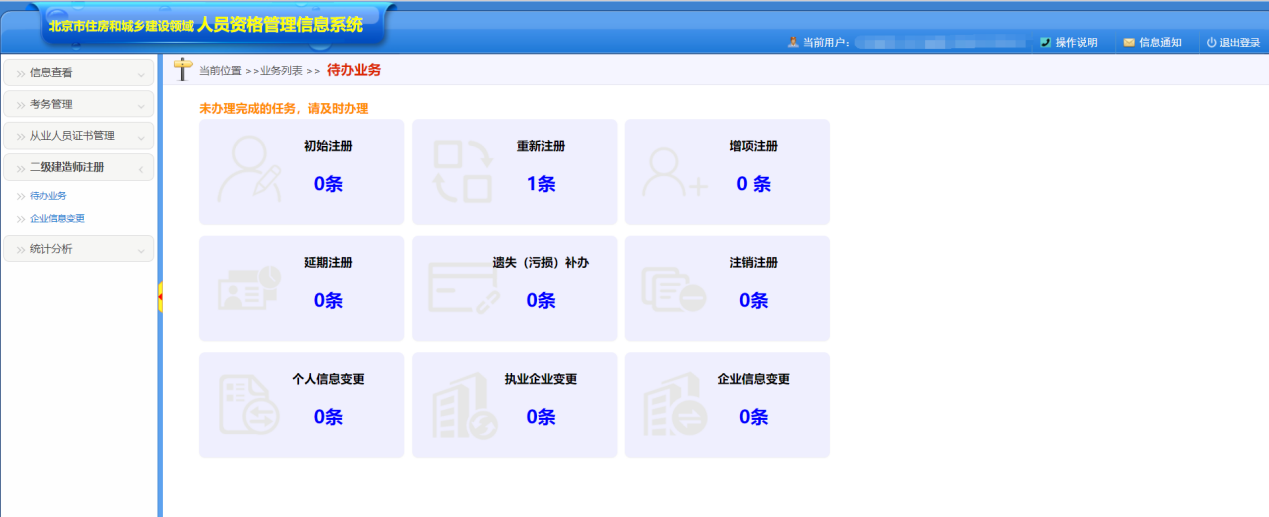 北京市住房和城乡建设领域 人员资格管理信息系统
当前用户： 操作说明 信息通知 退出登录
信息查看
考务管理
从业人员证书管理
二级建造师注册
待办业务
企业信息变更
统计分析
当前位置 >>业务列表 >> 待办业务
未办理完成的任务，请及时办理
初始注册
0条
重新注册
1条
增项注册
0 条
延期注册
0条
遗失（污损）补办
0条
注销注册
0条
个人信息变更
0条
执业企业变更
0条
企业信息变更
0条